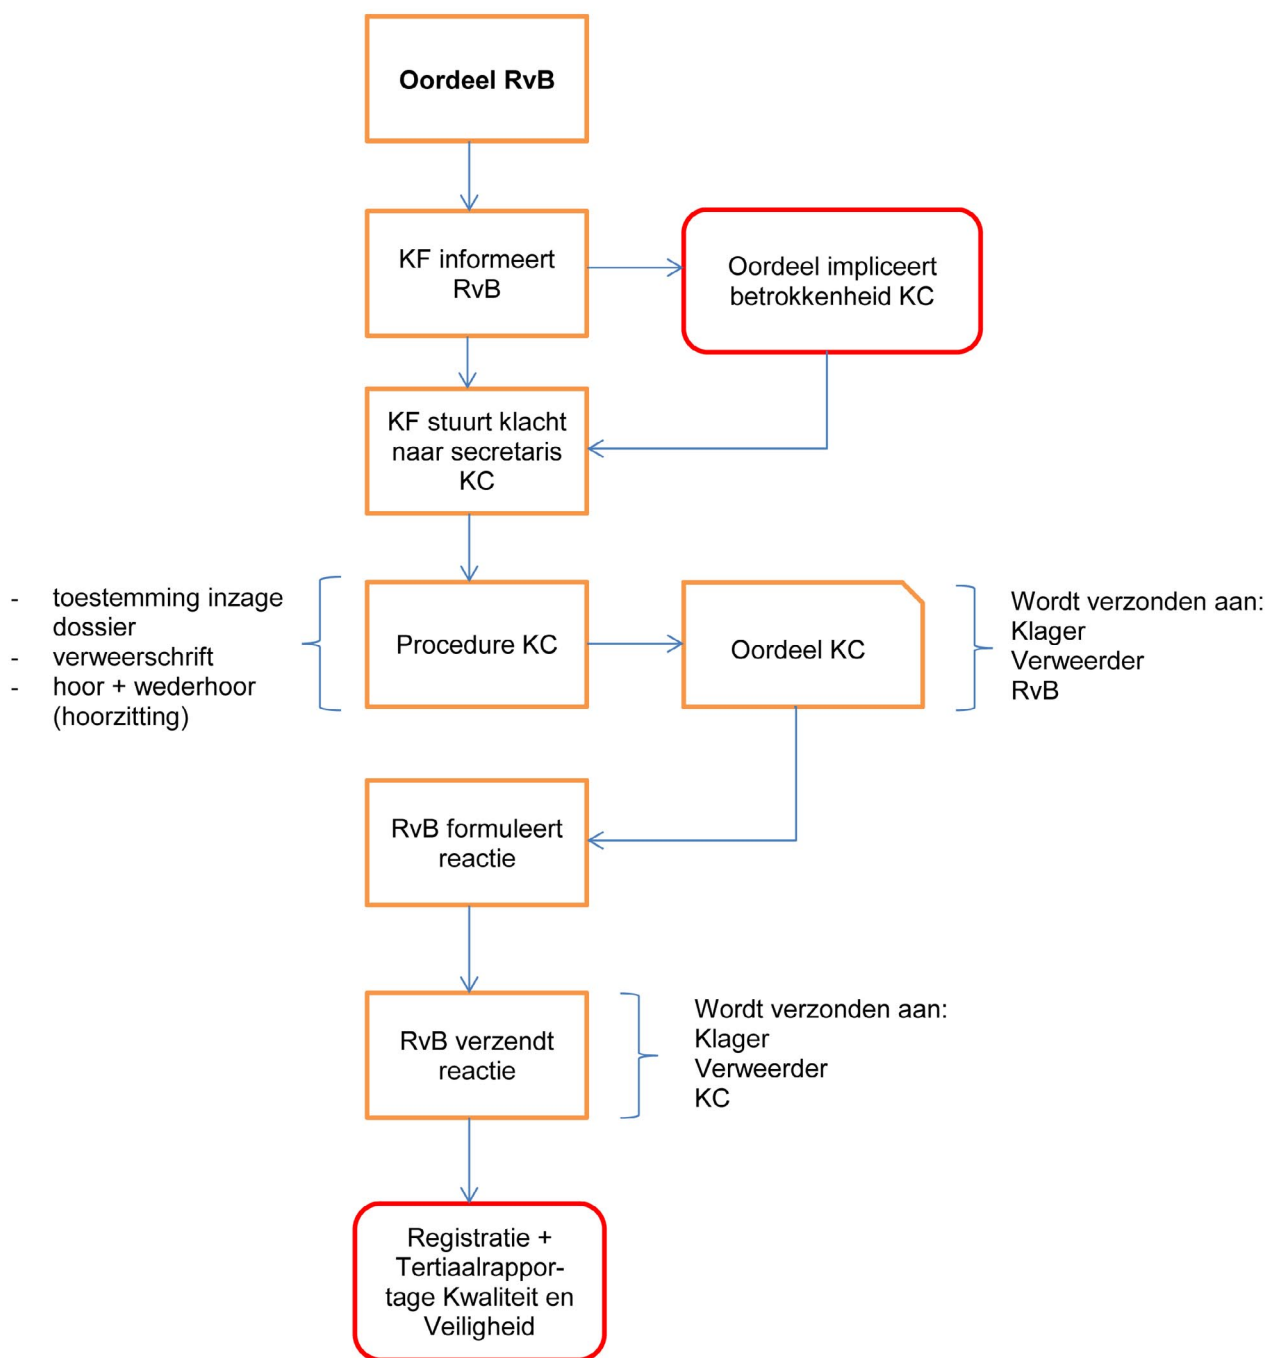 Oordeel RvB
KF informeert
RvB
Oordeel impliceert
betrokkenheid KC
KF stuurt klacht
naar secretaris
KC
- toestemming inzage
dossier
- verweerschrift
- hoor + wederhoor
(hoorzitting)
Procedure KC
Oordeel KC
Wordt verzonden aan:
Klager
Verweerder
RvB
RvB formuleert
reactie
RvB verzendt
reactie
Wordt verzonden aan:
Klager
Verweerder
KC
Registratie +
Tertiaalrappor-
tage Kwaliteit en
Veiligheid